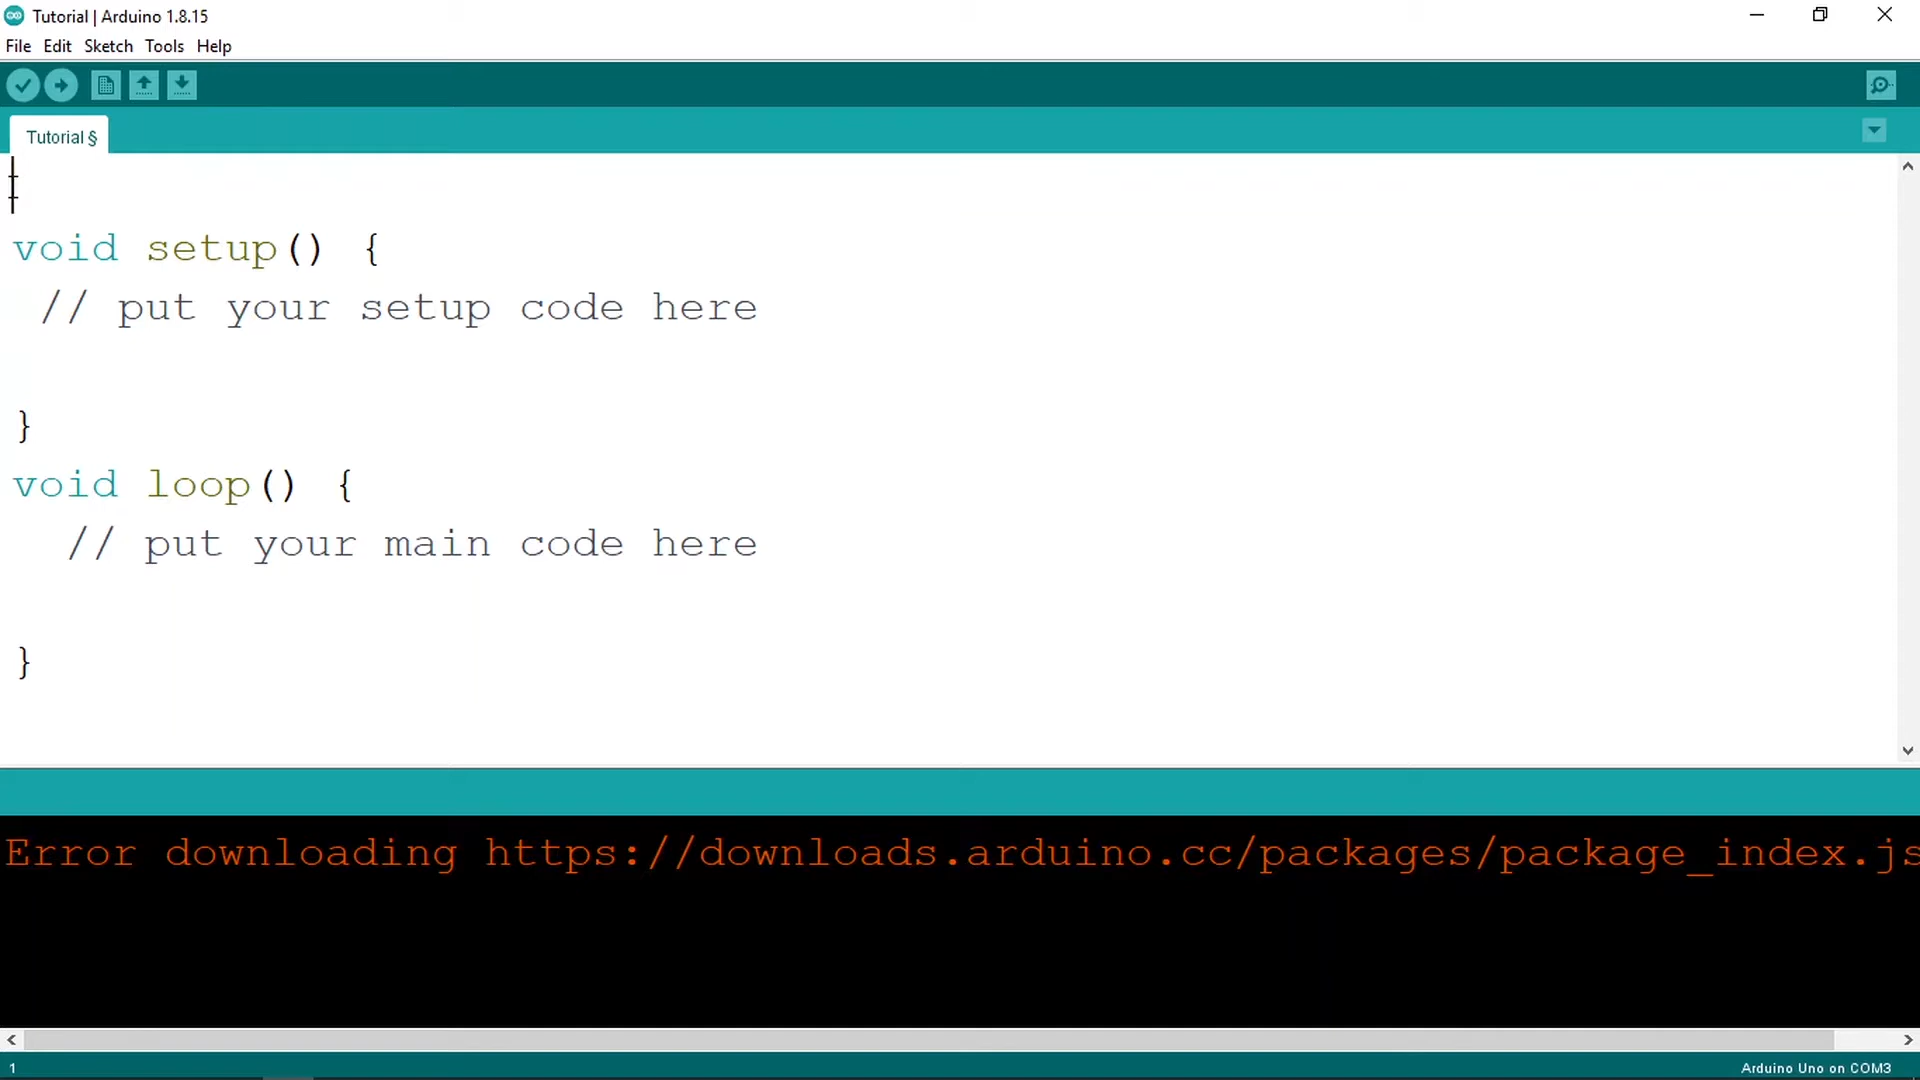 Tutorial | Arduino 1.8.15
File Edit Sketch Tools Help
Tutorial §
void setup() {
// put your setup code here
}
void loop() {
// put your main code here
}
Error downloading https://downloads.arduino.cc/packages/package_index.js
1
Arduino Uno on COM3